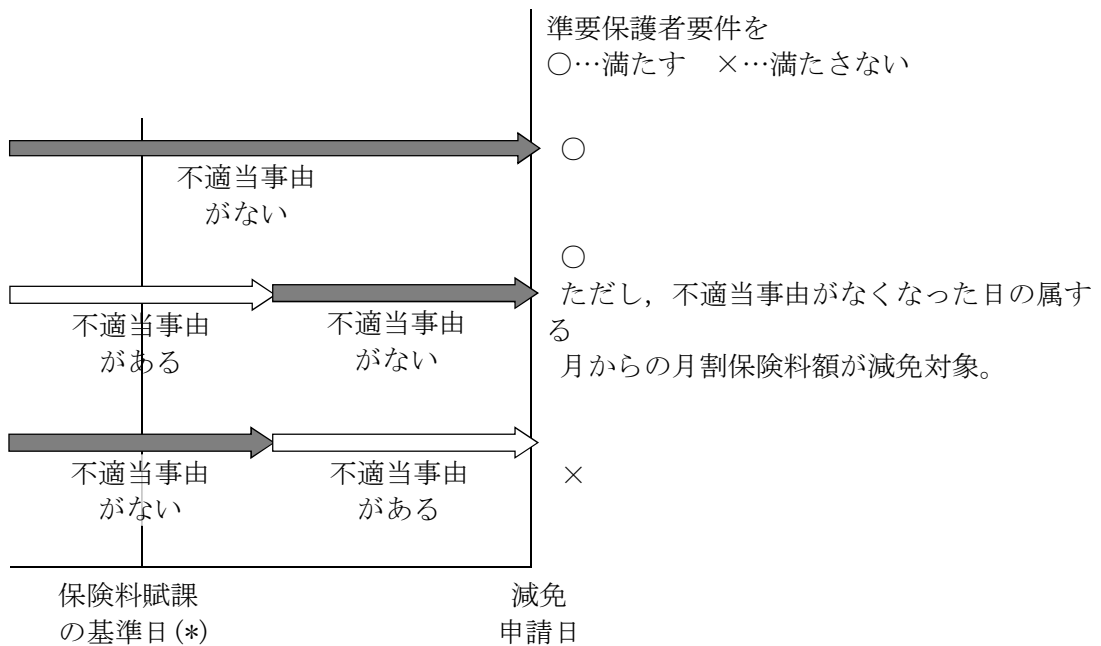 準要保護者要件を
○…満たす　×…満たさない
○
不適当事由
がない
○
ただし，不適当事由がなくなった日の属す
る
月からの月割保険料額が減免対象。
不適当事由
がある
不適当事由
がない
×
不適当事由
がない
不適当事由
がある
保険料賦課
の基準日(*)
減免
申請日